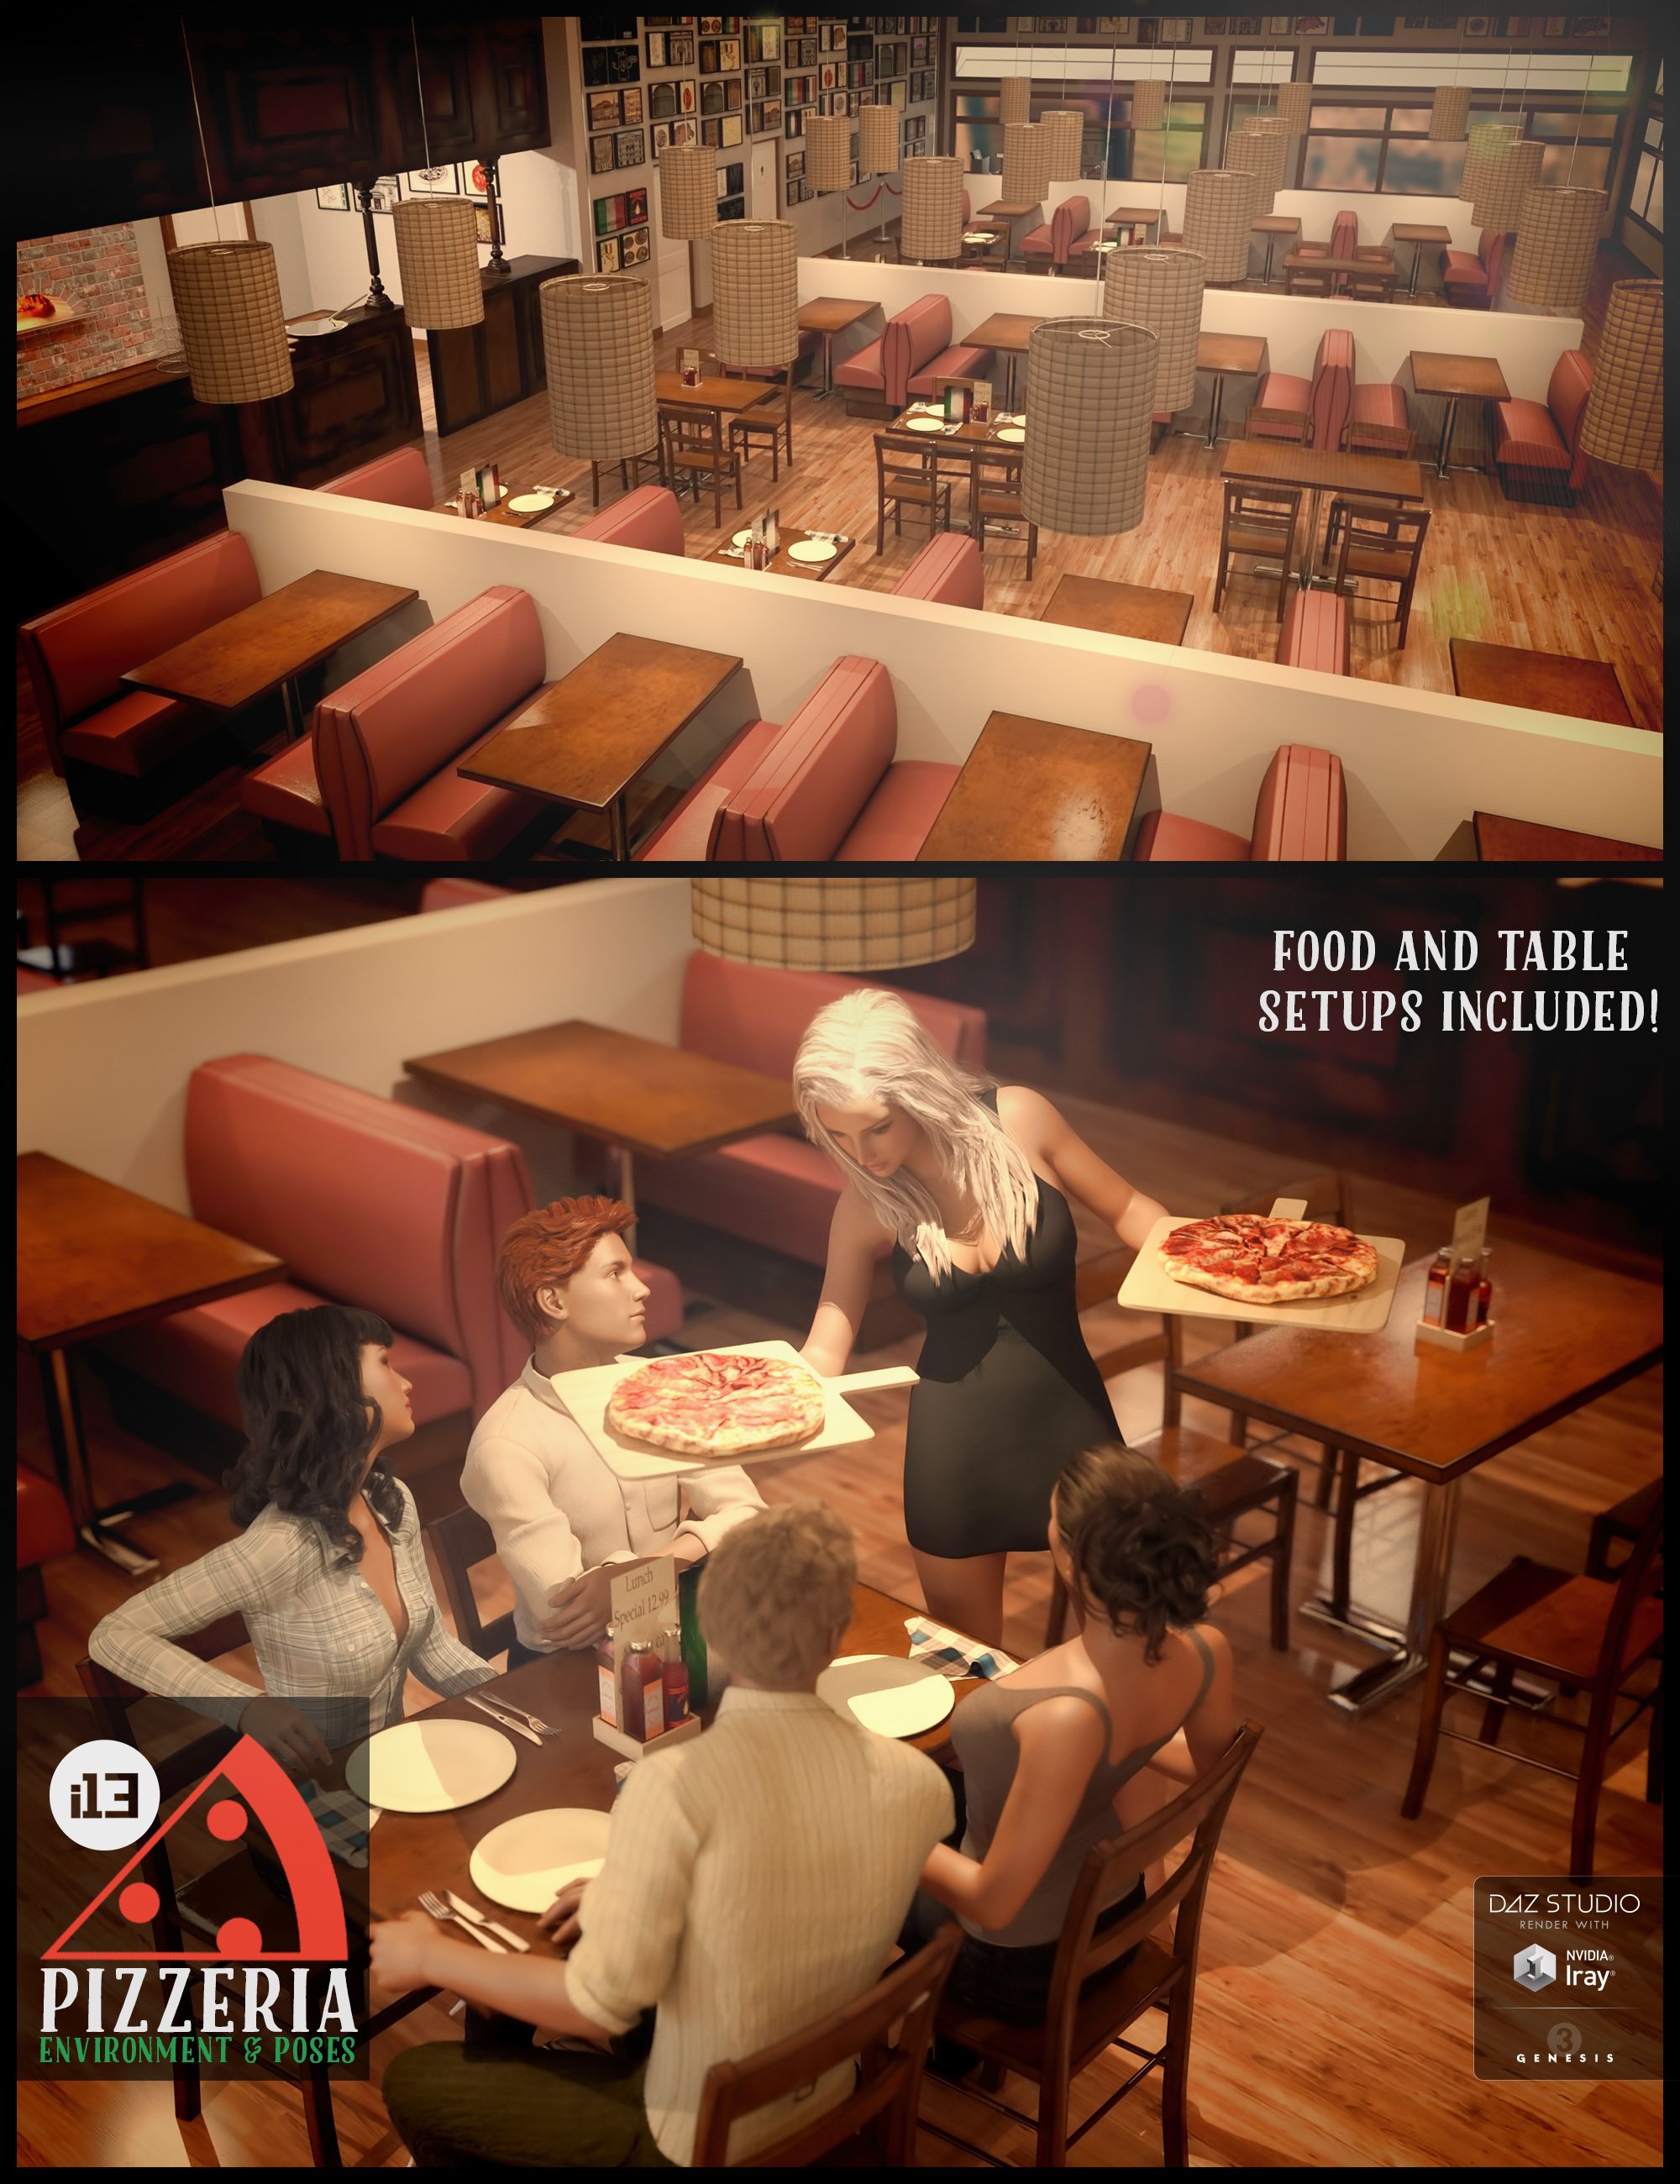 FOOD AND TABLE
SETUPS INCLUDED!
Lunch
Special 12.99
i13
PIZZERIA
ENVIRONMENT & POSES
DAZ STUDIO
RENDER WITH
NVIDIA®
Iray®
3
GENESIS